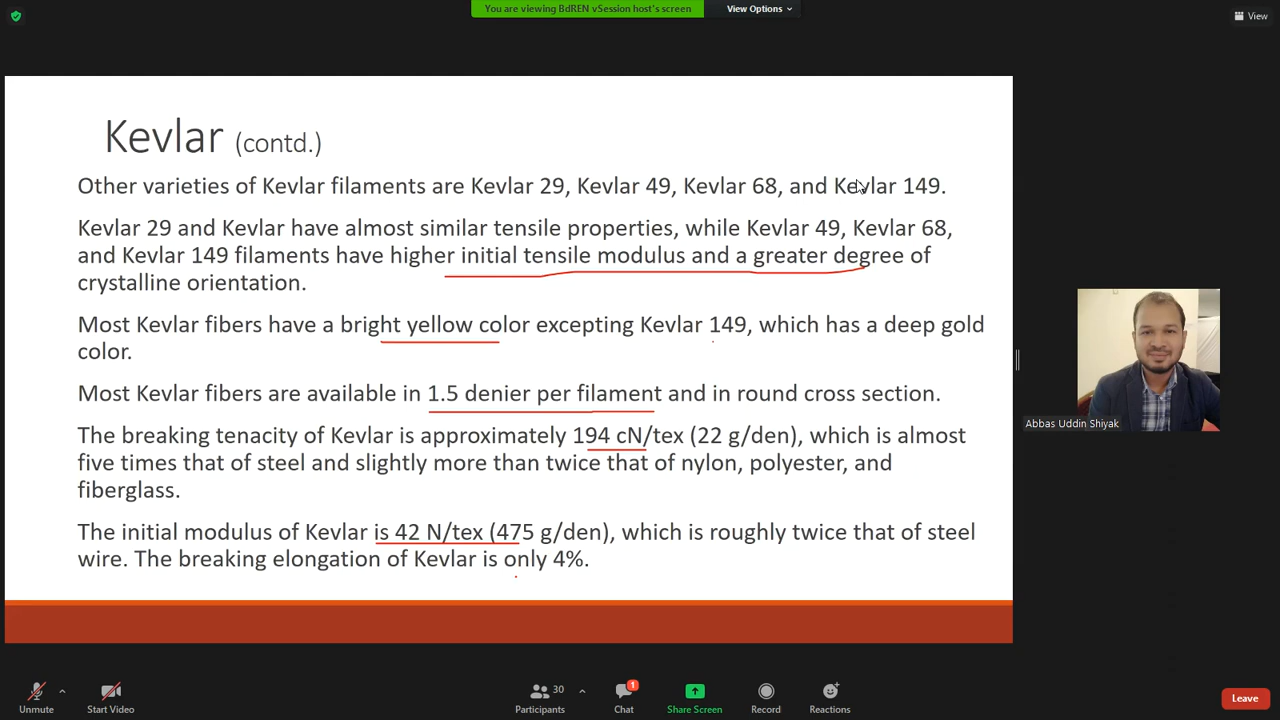 You are viewing BdREN vSession host's screen
View Options
View
Kevlar (contd.)
Other varieties of Kevlar filaments are Kevlar 29, Kevlar 49, Kevlar 68, and Kevlar 149.
Kevlar 29 and Kevlar have almost similar tensile properties, while Kevlar 49, Kevlar 68,
and Kevlar 149 filaments have higher initial tensile modulus and a greater degree of
crystalline orientation.
Most Kevlar fibers have a bright yellow color excepting Kevlar 149, which has a deep gold
color.
Most Kevlar fibers are available in 1.5 denier per filament and in round cross section.
The breaking tenacity of Kevlar is approximately 194 cN/tex (22 g/den), which is almost
five times that of steel and slightly more than twice that of nylon, polyester, and
fiberglass.
The initial modulus of Kevlar is 42 N/tex (475 g/den), which is roughly twice that of steel
wire. The breaking elongation of Kevlar is only 4%.
Abbas Uddin Shiyak
Unmute
Start Video
30
Participants
1
Chat
Share Screen
Record
Reactions
Leave